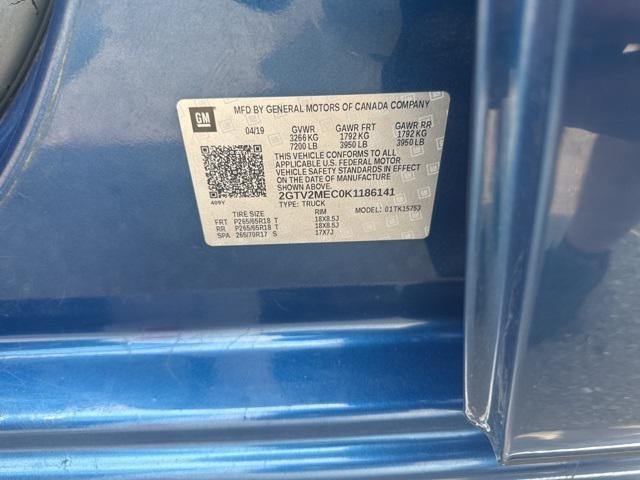 GM
MFD BY GENERAL MOTORS OF CANADA COMPANY
04/19 GVWR GAWR FRT GAWR RR
3266 KG 1792 KG 1792 KG
7200 LB 3950 LB 3950 LB
THIS VEHICLE CONFORMS TO ALL
APPLICABLE U.S. FEDERAL MOTOR
VEHICLE SAFETY STANDARDS IN EFFECT
ON THE DATE OF MANUFACTURE
2GTV2MEC0K1186141
TYPE: TRUCK MODEL: 01TK15753
409V
TIRE SIZE RIM
FRT P265/65R18 T 18X8.5J
RR P265/65R18 T 18X8.5J
SPA 265/70R17 S 17X7J